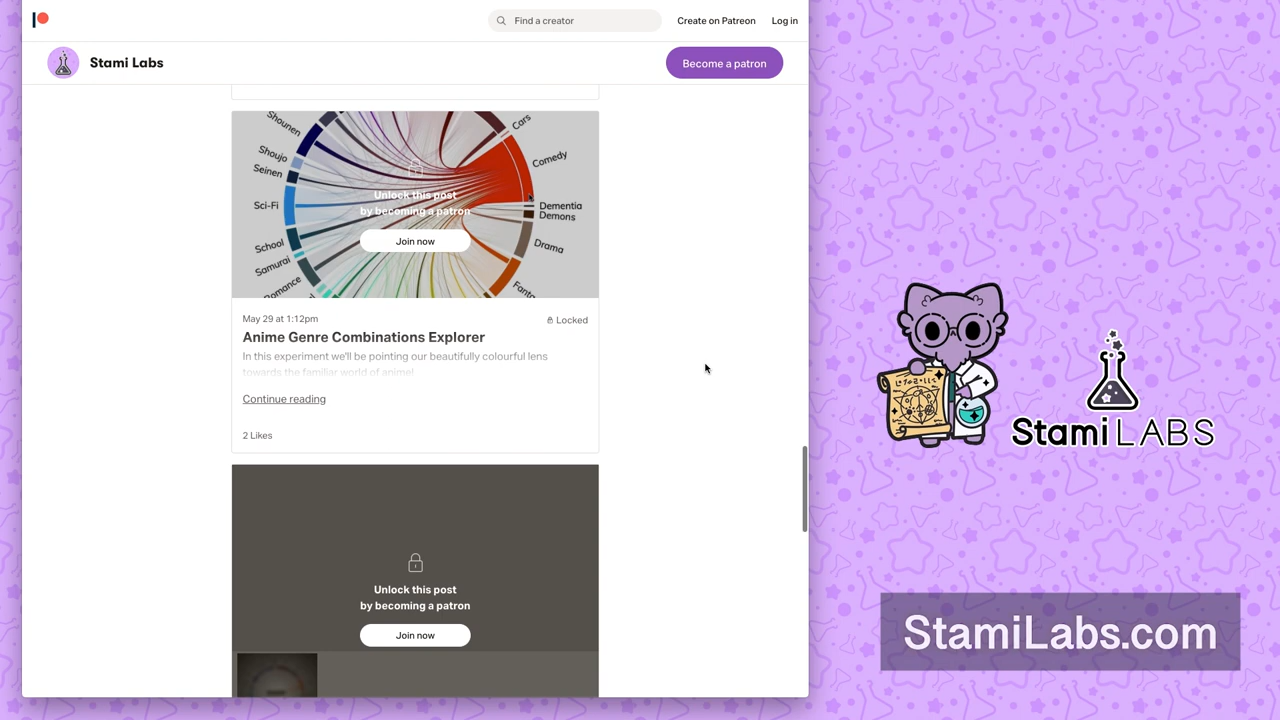 Find a creator
Create on Patreon
Log in
Stami Labs
Become a patron
Shounen
Cars
Shoujo
Comedy
Seinen
Unlock this post
Sci-Fi
by becoming a patron
Dementia
Demons
Join now
School
Drama
Samurai
Romance
Fanta
May 29 at 1:12pm
Locked
Anime Genre Combinations Explorer
In this experiment we'll be pointing our beautifully colourful lens
towards the familiar world of anime!
Continue reading
2 Likes
Unlock this post
by becoming a patron
Join now
Stami LABS
StamiLabs.com